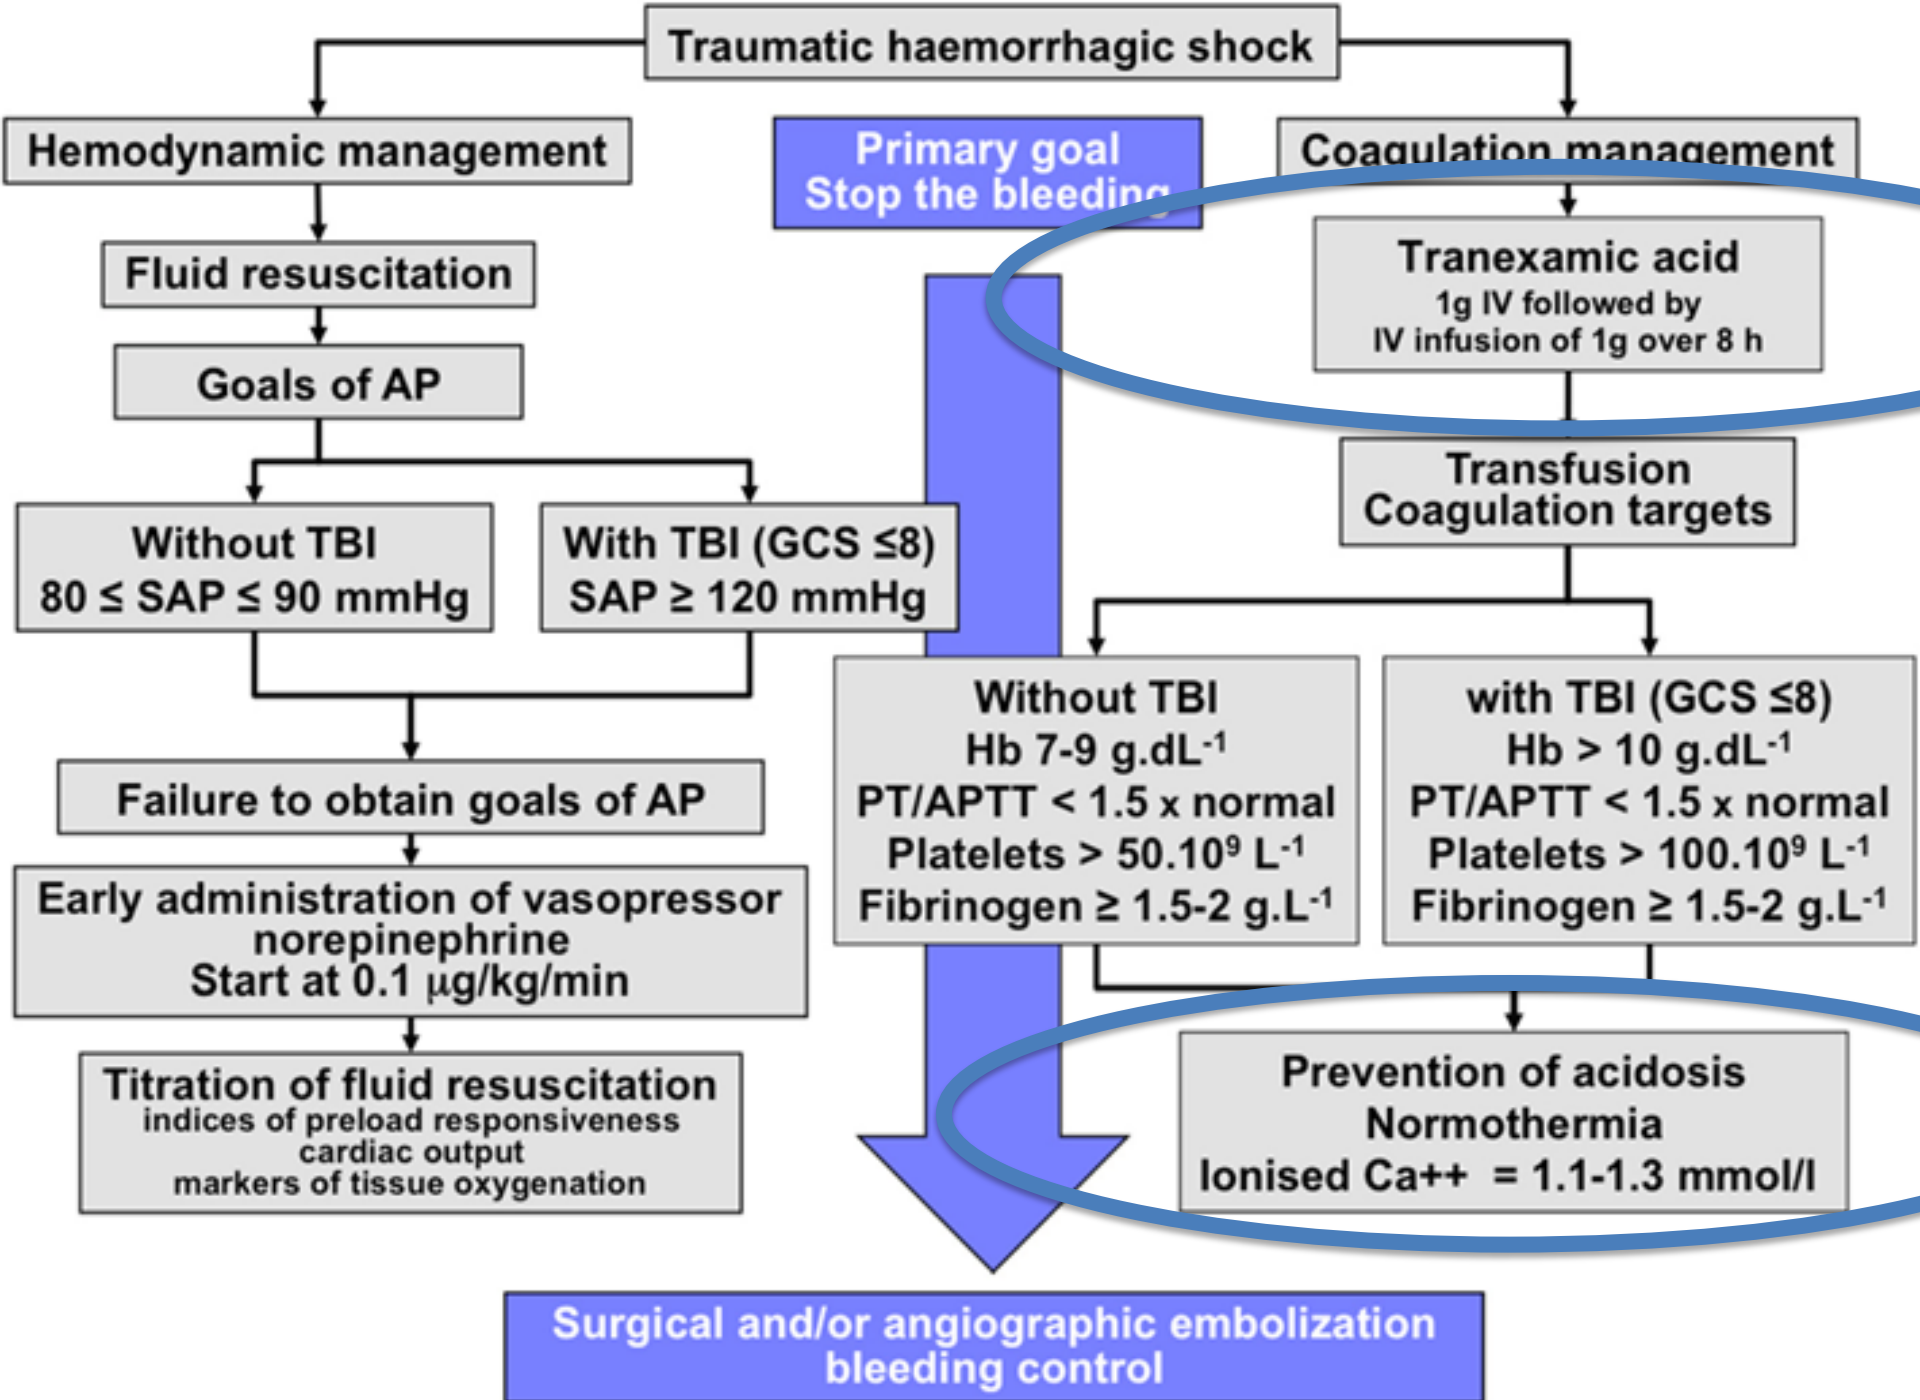 Traumatic haemorrhagic shock
Hemodynamic management
Fluid resuscitation
Goals of AP
Without TBI
80 ≤ SAP ≤ 90 mmHg
With TBI (GCS ≤8)
SAP ≥ 120 mmHg
Failure to obtain goals of AP
Early administration of vasopressor
norepinephrine
Start at 0.1 µg/kg/min
Titration of fluid resuscitation
indices of preload responsiveness
cardiac output
markers of tissue oxygenation
Primary goal
Stop the bleeding
Coagulation management
Tranexamic acid
1g IV followed by
IV infusion of 1g over 8 h
Transfusion
Coagulation targets
Without TBI
Hb 7-9 g.dL⁻¹
PT/APTT < 1.5 x normal
Platelets > 50.10⁹ L⁻¹
Fibrinogen ≥ 1.5-2 g.L⁻¹
with TBI (GCS ≤8)
Hb > 10 g.dL⁻¹
PT/APTT < 1.5 x normal
Platelets > 100.10⁹ L⁻¹
Fibrinogen ≥ 1.5-2 g.L⁻¹
Prevention of acidosis
Normothermia
Ionised Ca++ = 1.1-1.3 mmol/l
Surgical and/or angiographic embolization
bleeding control